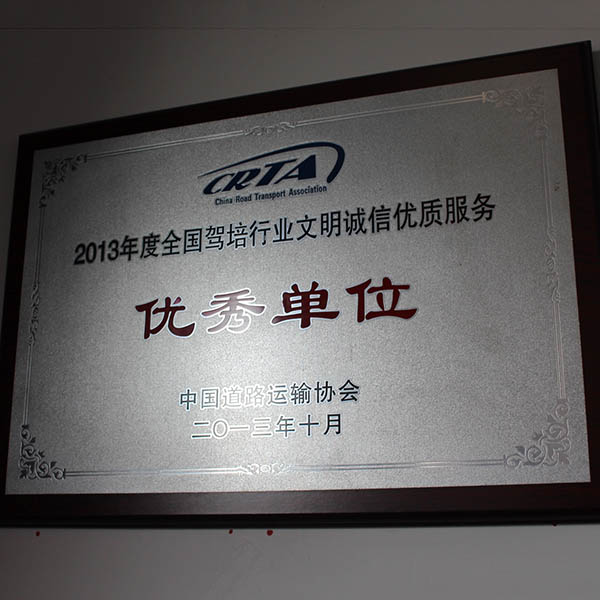 CRTA
China Road Transport Association
2013年度全国驾培行业文明诚信优质服务
优秀单位
中国道路运输协会
二〇一三年十月